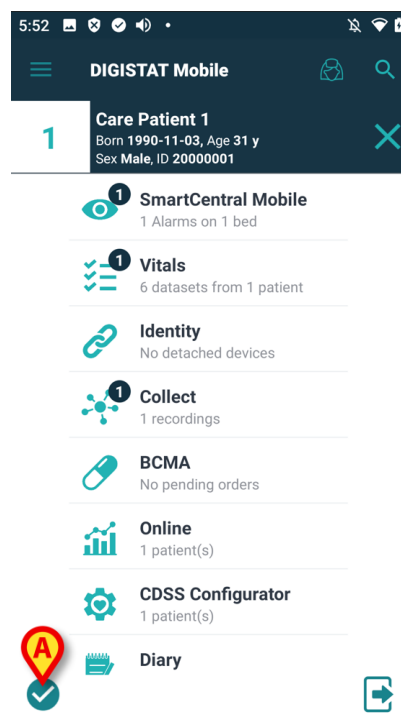 5:52
DIGISTAT Mobile
1
Care Patient 1
Born 1990-11-03, Age 31 y
Sex Male, ID 20000001
1
SmartCentral Mobile
1 Alarms on 1 bed
1
Vitals
6 datasets from 1 patient
Identity
No detached devices
1
Collect
1 recordings
BCMA
No pending orders
Online
1 patient(s)
CDSS Configurator
1 patient(s)
A
Diary